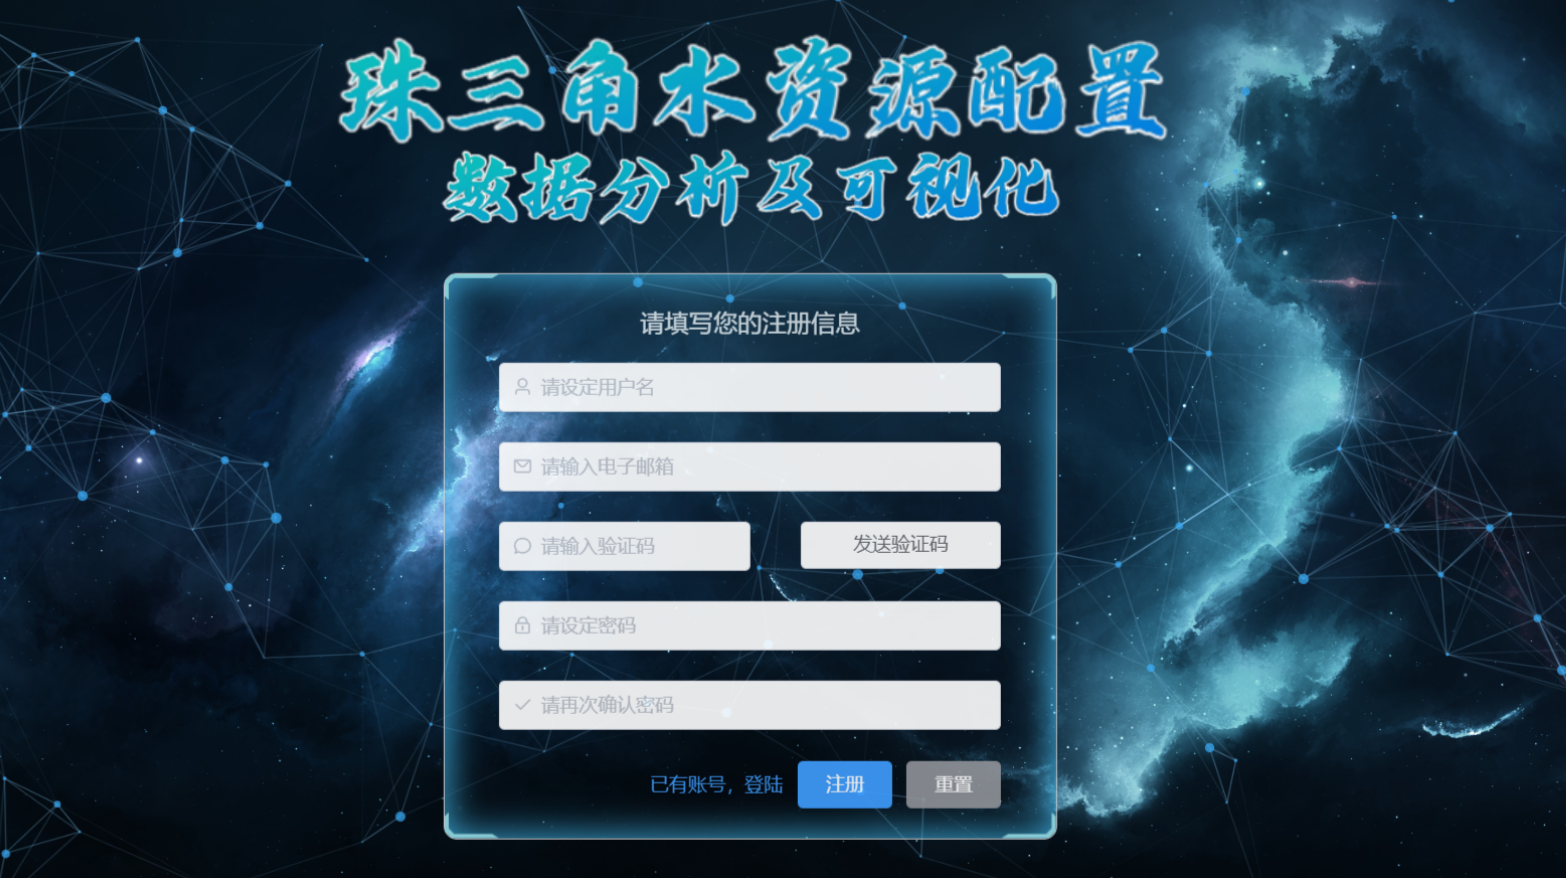 珠三角水资源配置
数据分析及可视化
请填写您的注册信息
请设定用户名
请输入电子邮箱
请输入验证码 发送验证码
请设定密码
请再次确认密码
已有账号，登陆 注册 重置